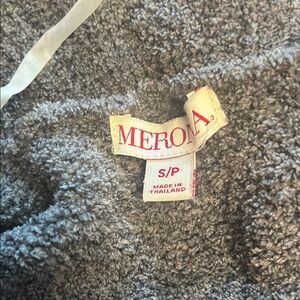 MERONA.
S/P
MADE IN
THAILAND